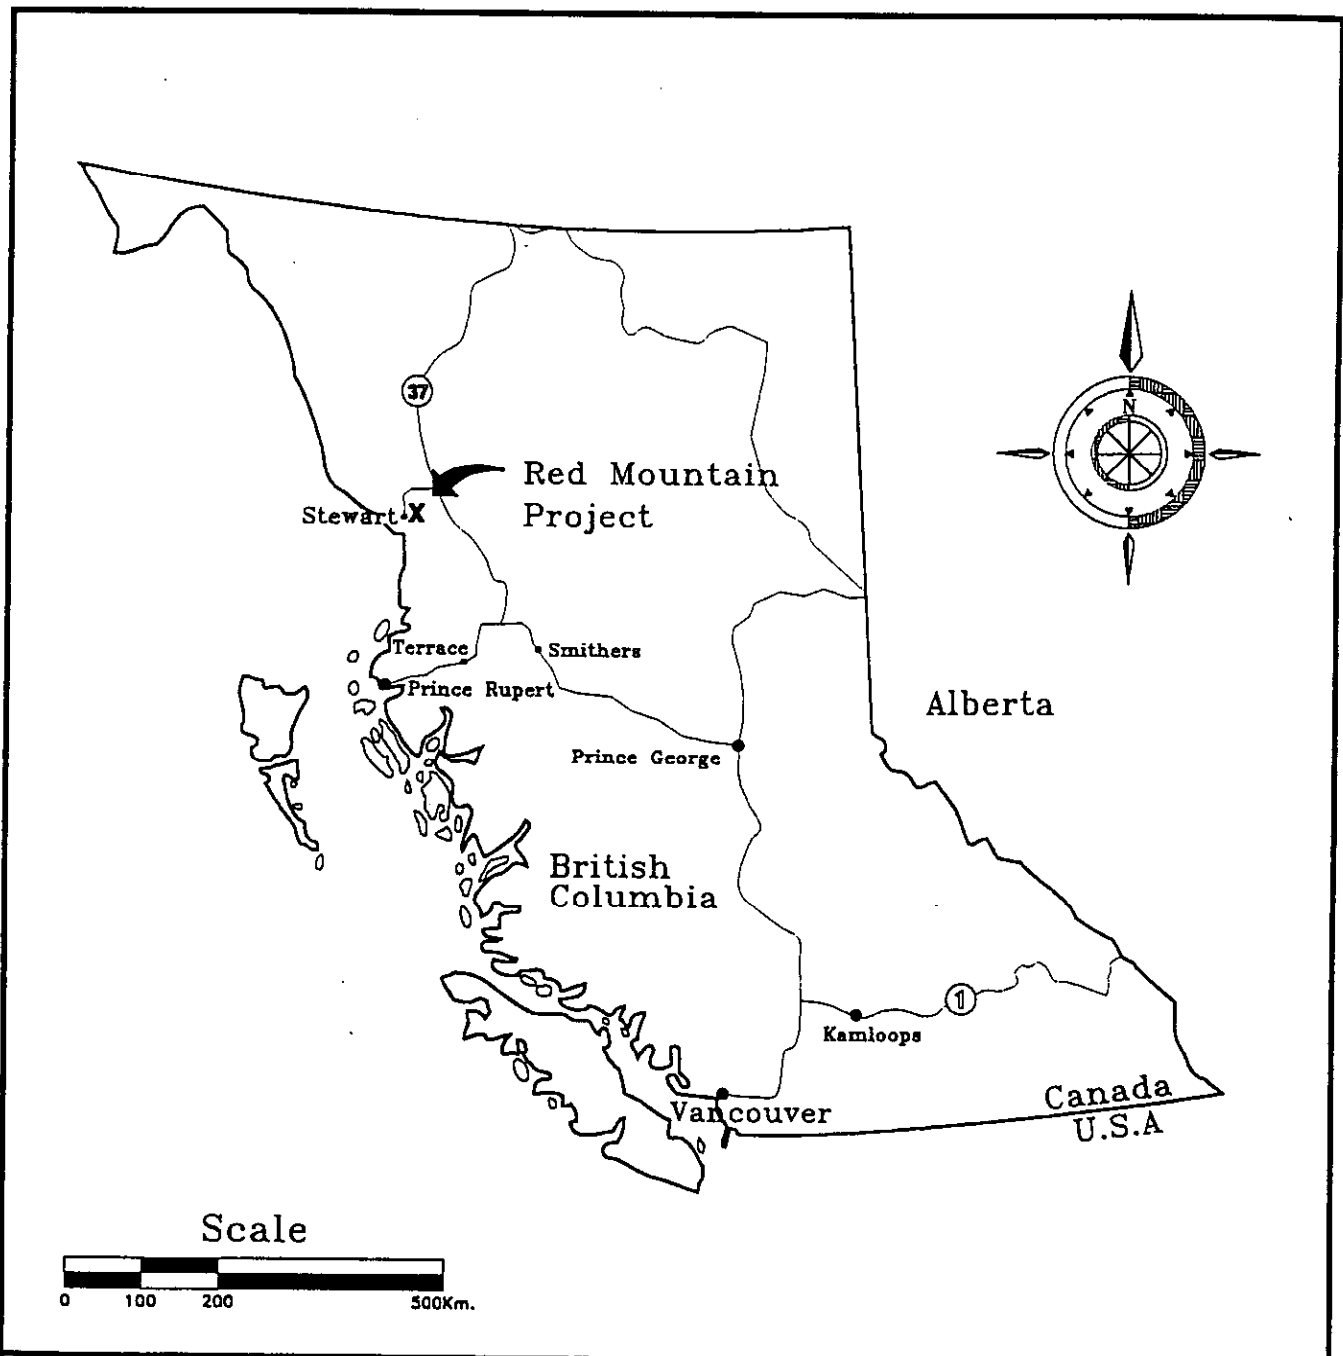 N
37
Red Mountain
Project
Stewart
X
Terrace
Smithers
Prince Rupert
Alberta
Prince George
British
Columbia
1
Kamloops
Vancouver
Canada
U.S.A
Scale
0 100 200 500Km.